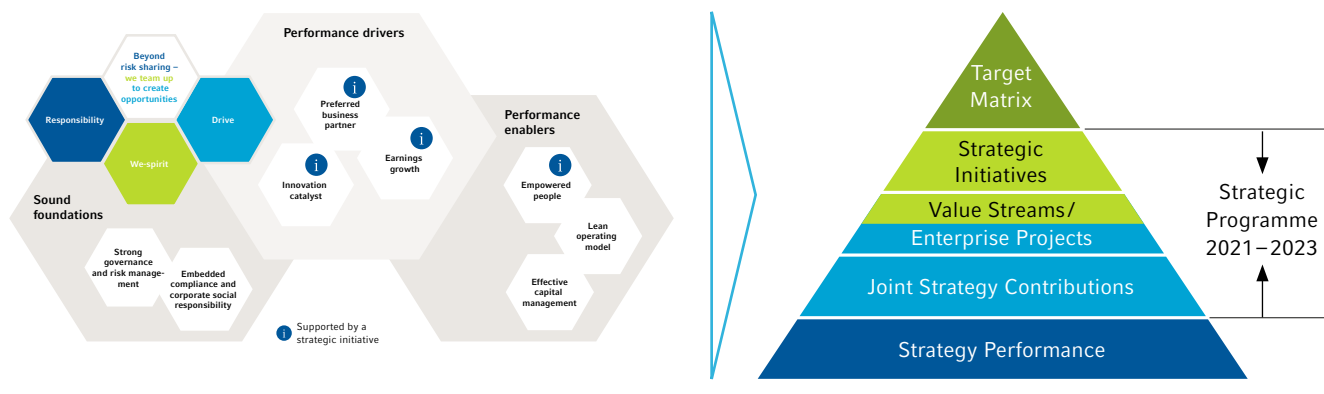 Performance drivers
Beyond
risk sharing –
we team up
to create
opportunities
Responsibility
Drive
We-spirit
i
Preferred
business
partner
i
Earnings
growth
i
Innovation
catalyst
Performance
enablers
i
Empowered
people
Lean
operating
model
Effective
capital
management
Sound
foundations
Strong
governance
and risk manage-
ment
Embedded
compliance and
corporate social
responsibility
i Supported by a
strategic initiative
Target
Matrix
Strategic
Initiatives
Value Streams/
Enterprise Projects
Joint Strategy Contributions
Strategy Performance
Strategic
Programme
2021–2023